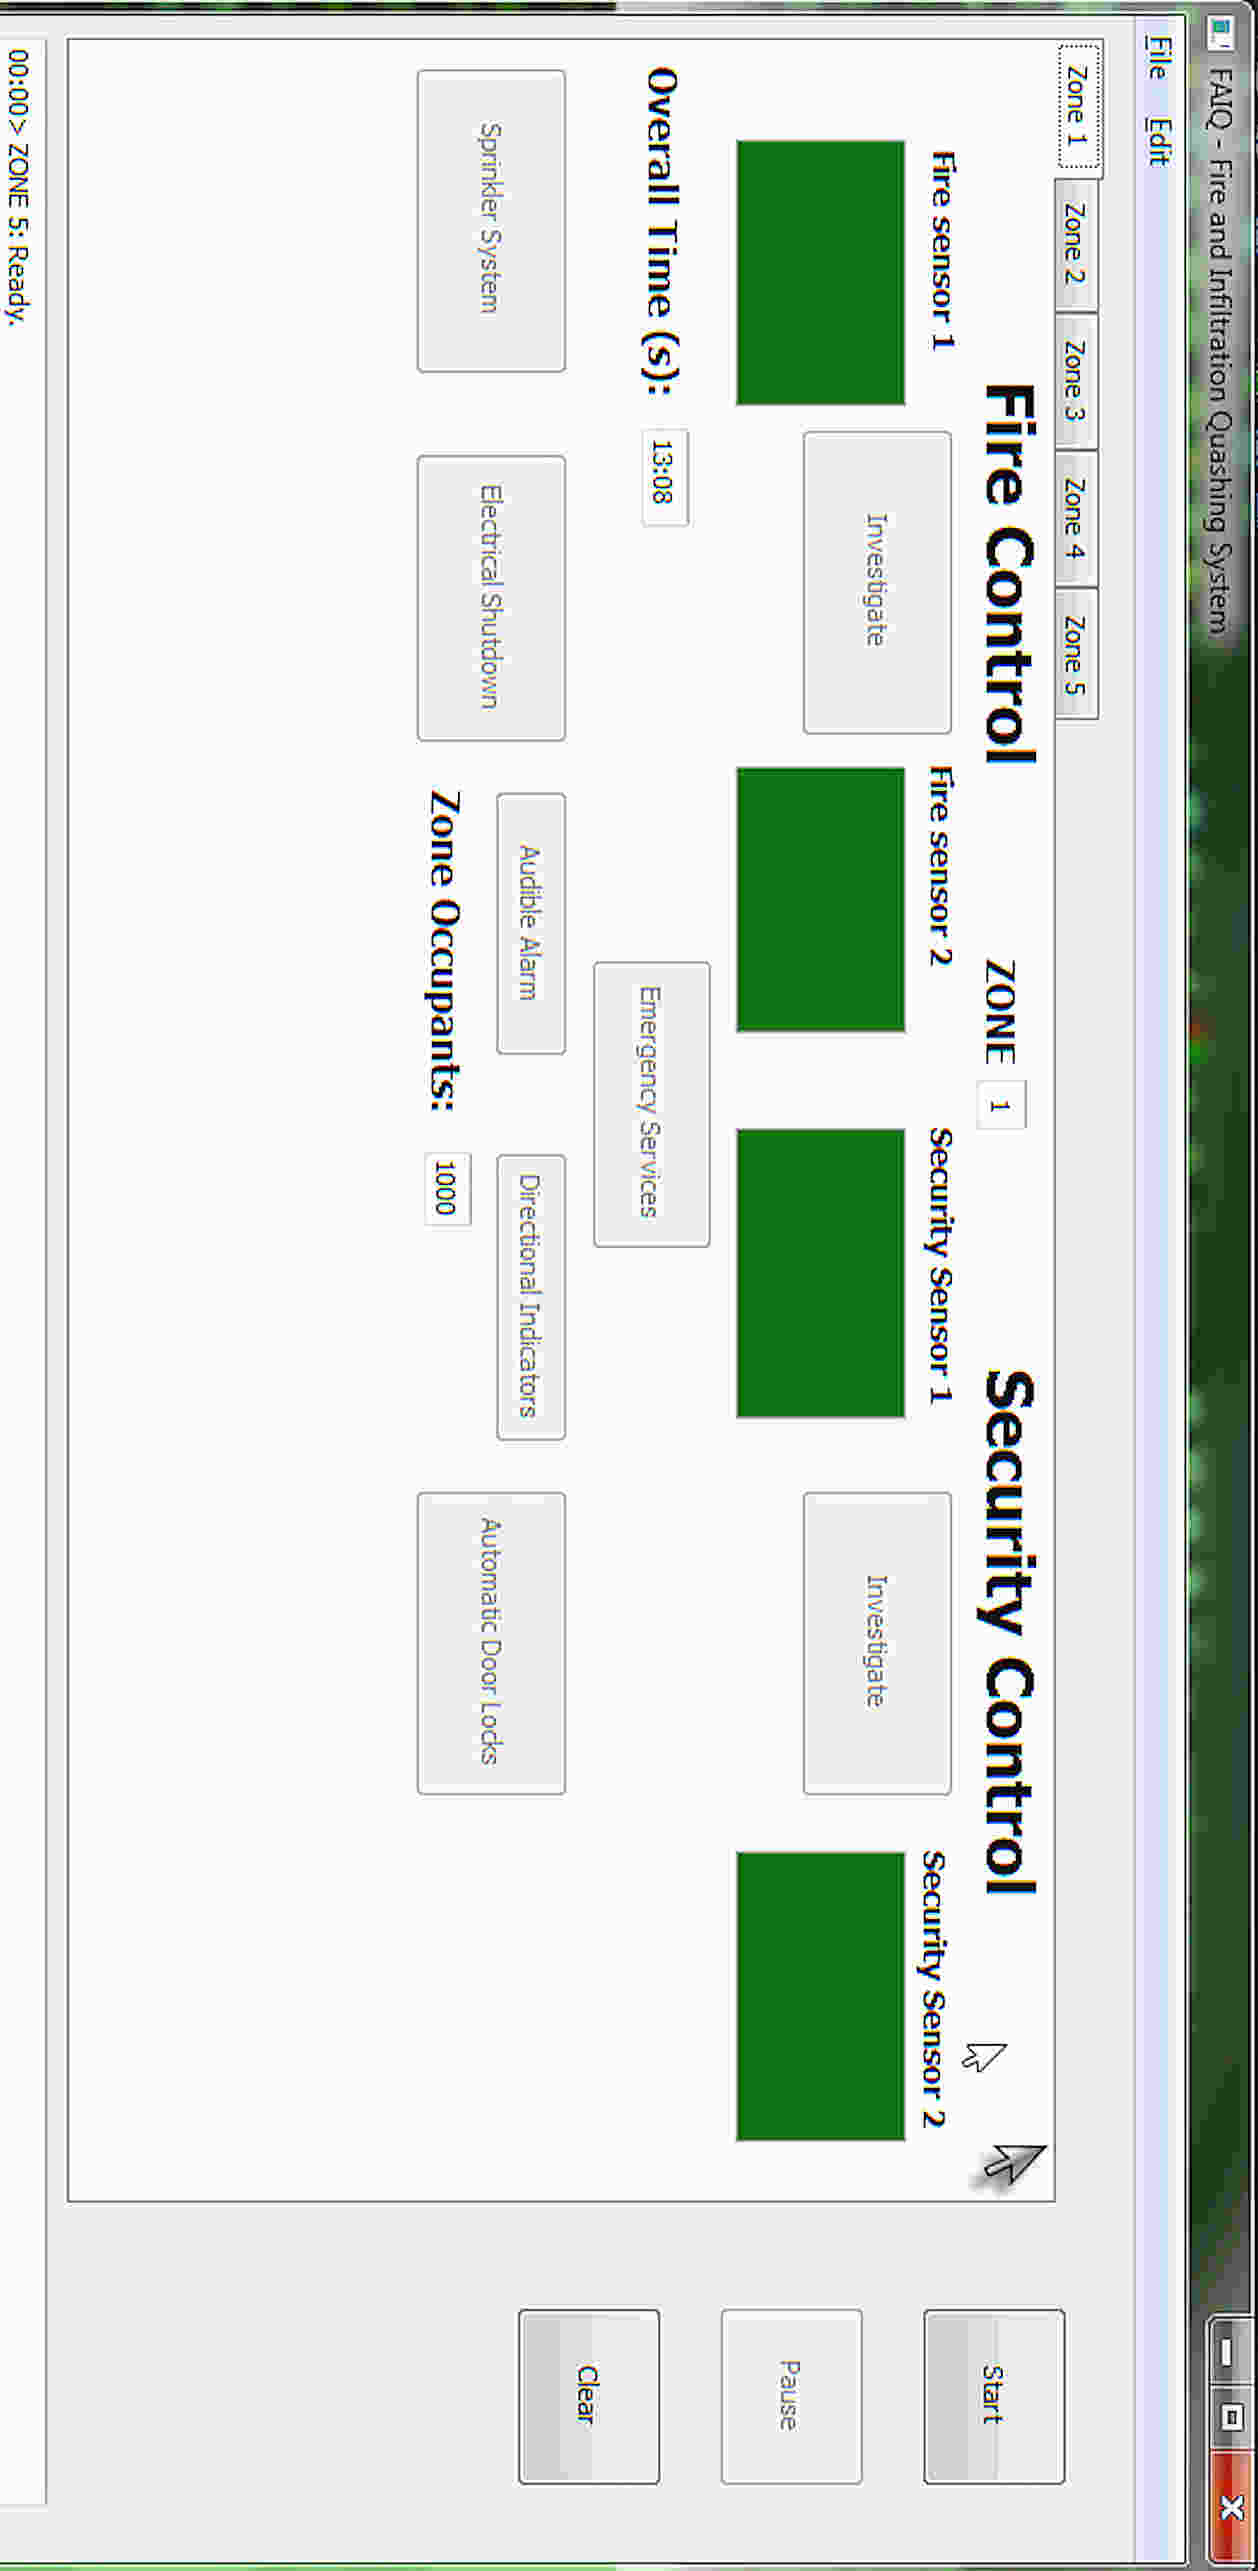 FAIQ - Fire and Infiltration Quashing System
File Edit
Zone 1 Zone 2 Zone 3 Zone 4 Zone 5
Fire Control ZONE 1 Security Control
Fire sensor 1 Fire sensor 2 Security Sensor 1 Security Sensor 2
Investigate Investigate
Overall Time (s): 13:08 Emergency Services
Sprinkler System Electrical Shutdown Audible Alarm Directional Indicators Automatic Door Locks
Zone Occupants: 1000
Start
Pause
Clear
00:00> ZONE 5: Ready.